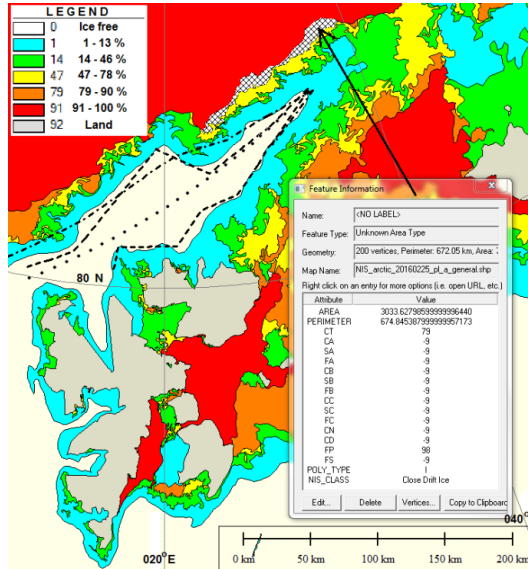 LEGEND
0 Ice free
1 1 - 13 %
14 14 - 46 %
47 47 - 78 %
79 79 - 90 %
91 91 - 100 %
92 Land
Feature Information
Name: <NO LABEL>
Feature Type: Unknown Area Type
Geometry: 200 vertices, Perimeter: 672.05 km, Area:
Map Name: NIS_arctic_20160225_pl_a_general.shp
Right click on an entry for more options (i.e. open URL, etc.)
Attribute Value
AREA 3033.6279859999996440
PERIMETER 674.845387999999957173
CT 79
CA -9
SA -9
FA -9
CB -9
SB -9
FB -9
CC -9
SC -9
FC -9
CN -9
CD -9
FP 98
FS -9
POLY_TYPE I
NIS_CLASS Close Drift Ice
Edit... Delete Vertices... Copy to Clipboard
80 N
020°E
040°
0 km 50 km 100 km 150 km 200 km